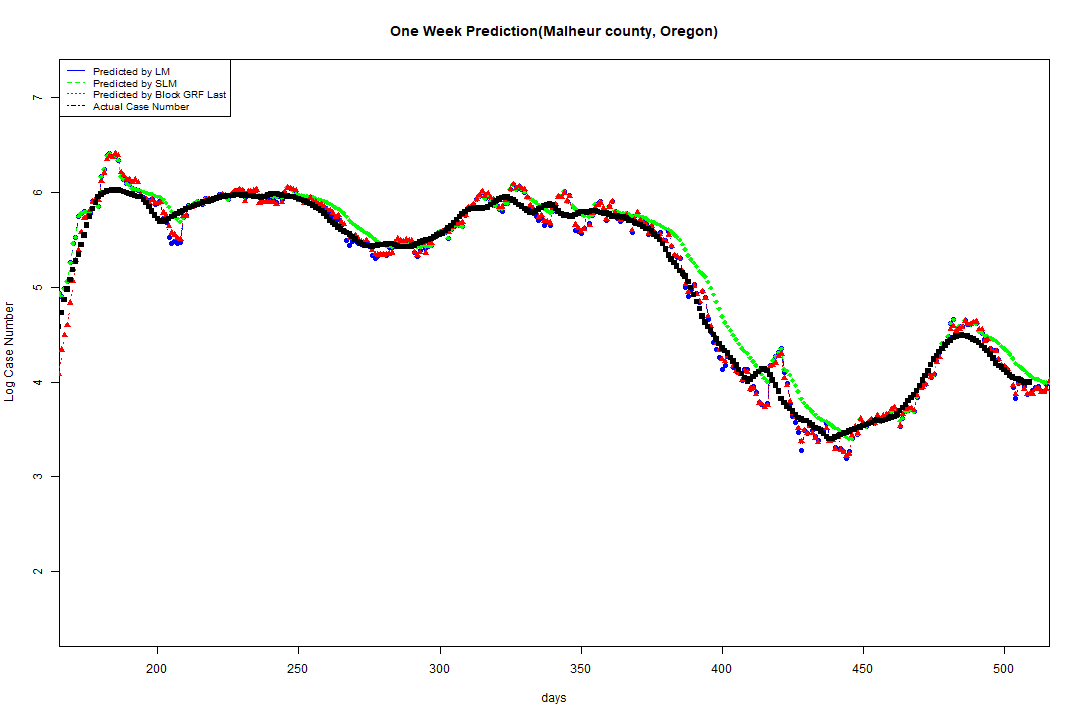 One Week Prediction(Malheur county, Oregon)
Predicted by LM
Predicted by SLM
Predicted by Block GRF Last
Actual Case Number
7
6
5
4
3
2
Log Case Number
200 250 300 350 400 450 500
days